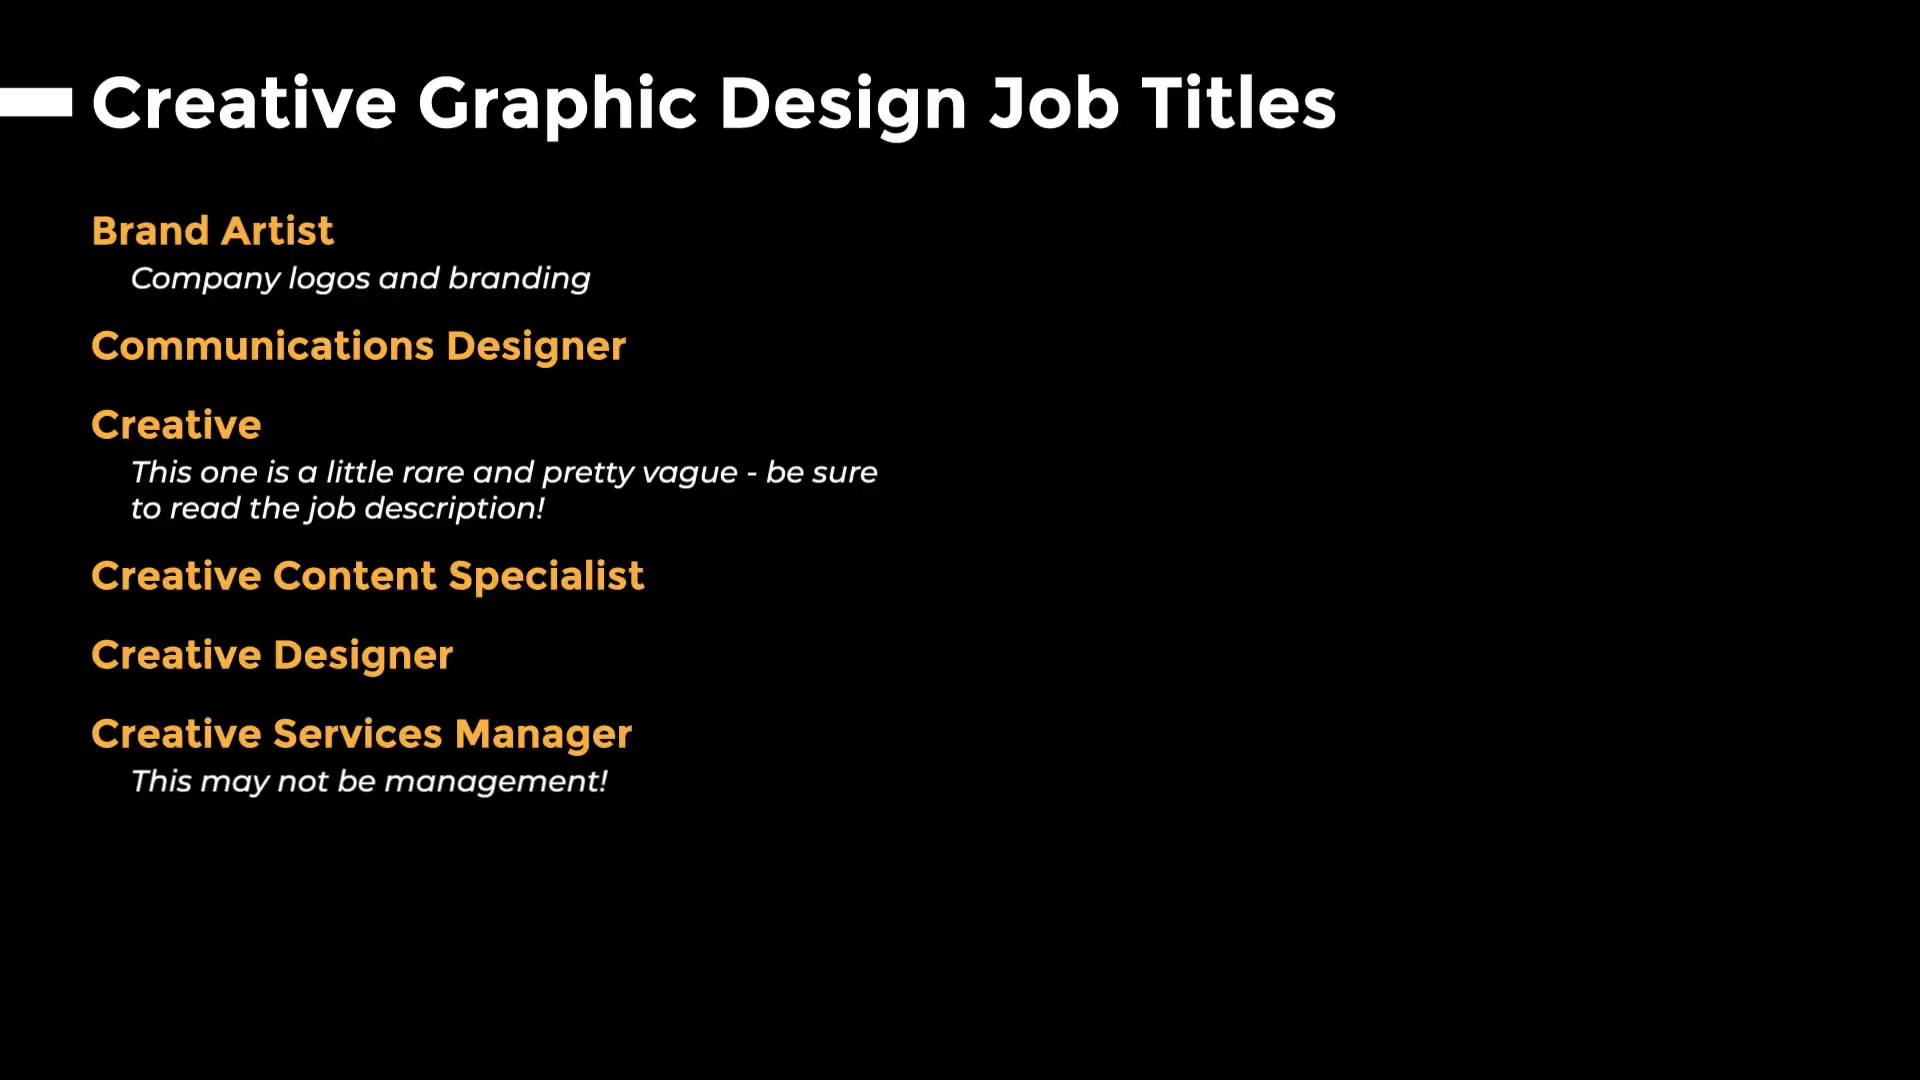 Creative Graphic Design Job Titles
Brand Artist
Company logos and branding
Communications Designer
Creative
This one is a little rare and pretty vague - be sure
to read the job description!
Creative Content Specialist
Creative Designer
Creative Services Manager
This may not be management!